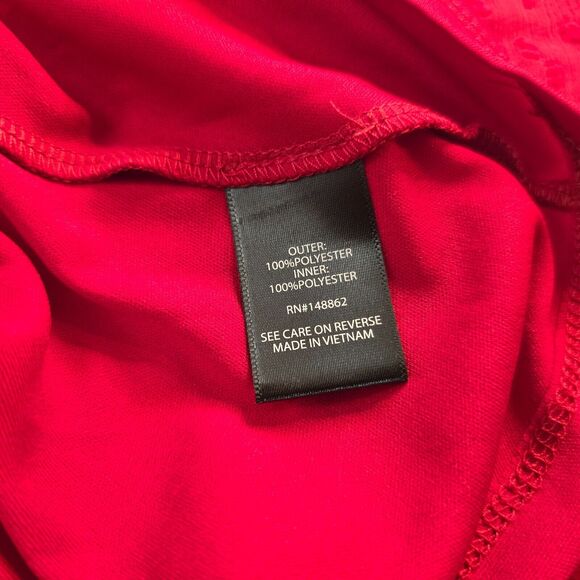 OUTER:
100%POLYESTER
INNER:
100%POLYESTER
RN#148862
SEE CARE ON REVERSE
MADE IN VIETNAM